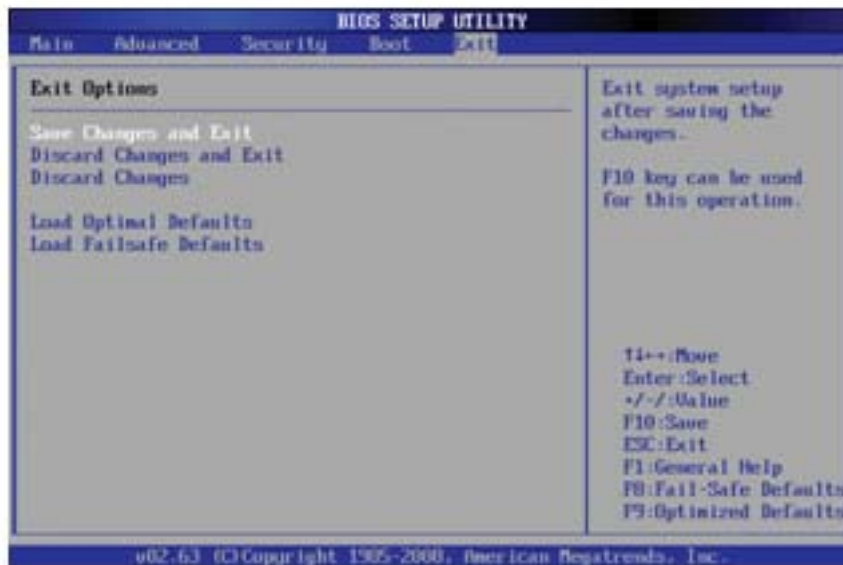 BIOS SETUP UTILITY
Main Advanced Security Boot Exit
Exit Options
Save Changes and Exit
Discard Changes and Exit
Discard Changes
Load Optimal Defaults
Load Failsafe Defaults
Exit system setup
after saving the
changes.
F10 key can be used
for this operation.
↑↓←→:Move
Enter:Select
+/-/:Value
F10:Save
ESC:Exit
F1:General Help
F8:Fail-Safe Defaults
F9:Optimized Defaults
v02.63 (C)Copyright 1985-2008, American Megatrends, Inc.